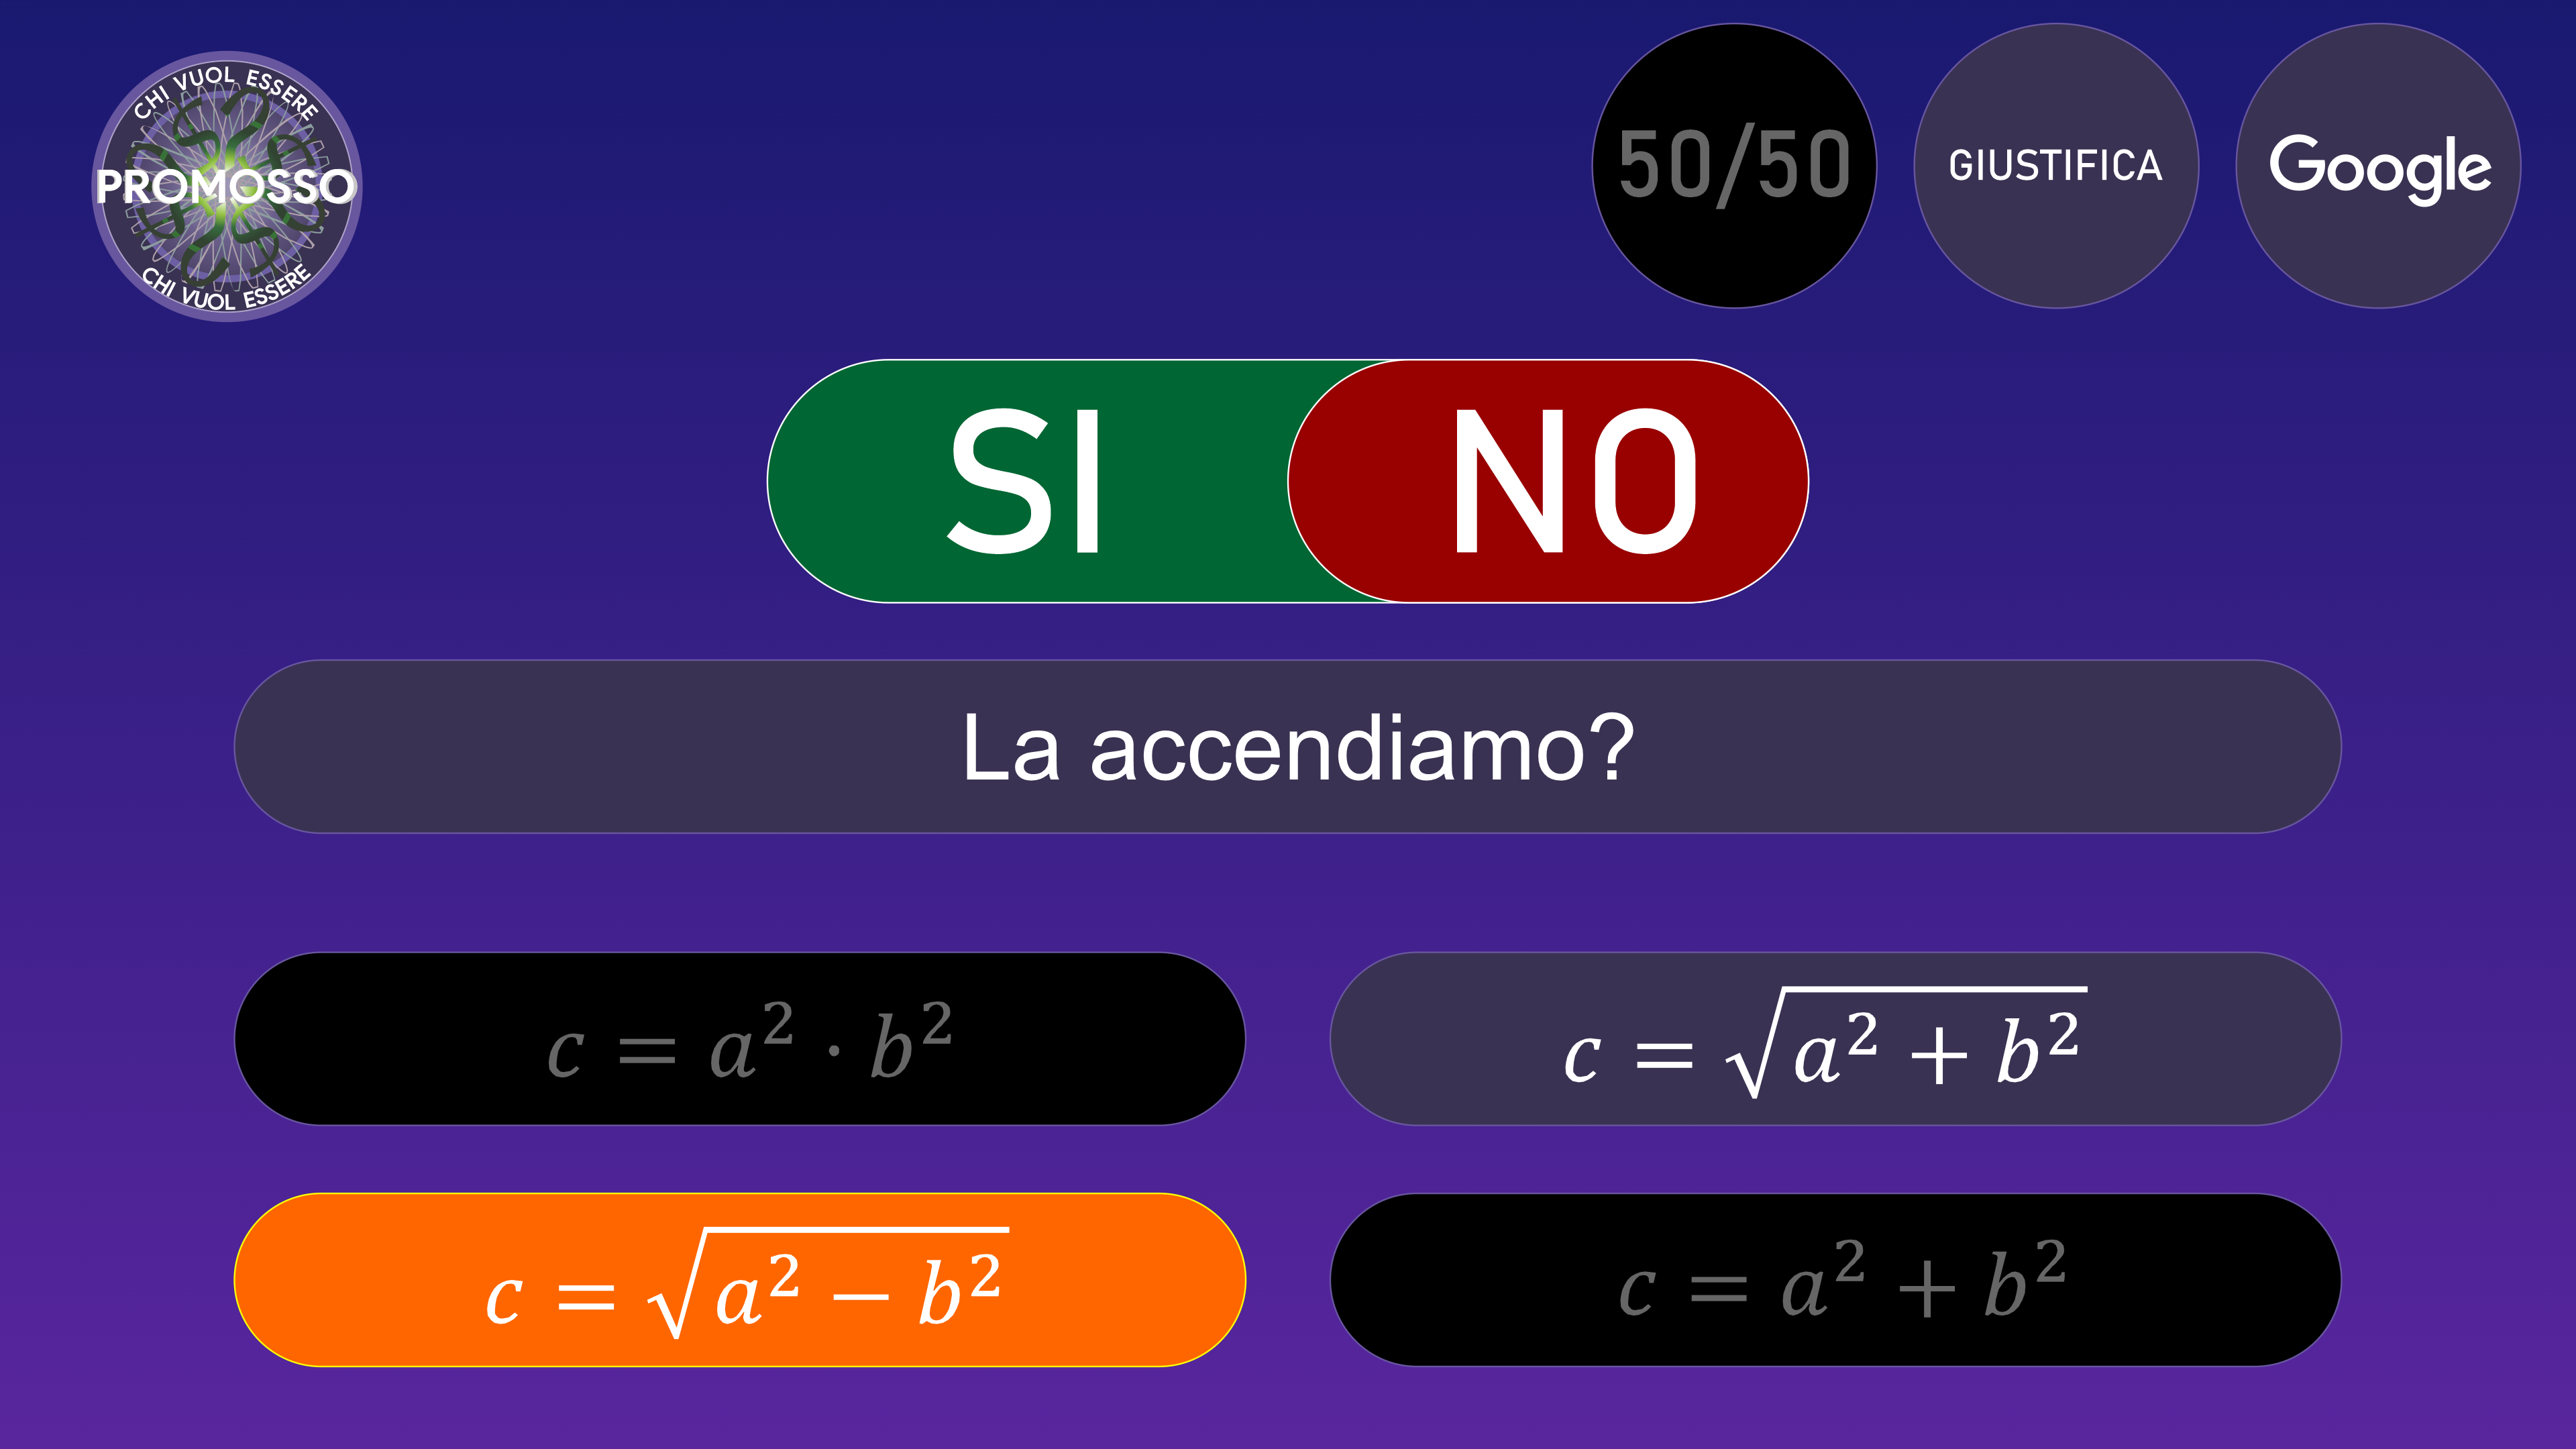 CHI VUOL ESSERE
PROMOSSO
CHI VUOL ESSERE
50/50
GIUSTIFICA
Google
SI
NO
La accendiamo?
c = a² · b²
c = √(a² + b²)
c = √(a² − b²)
c = a² + b²